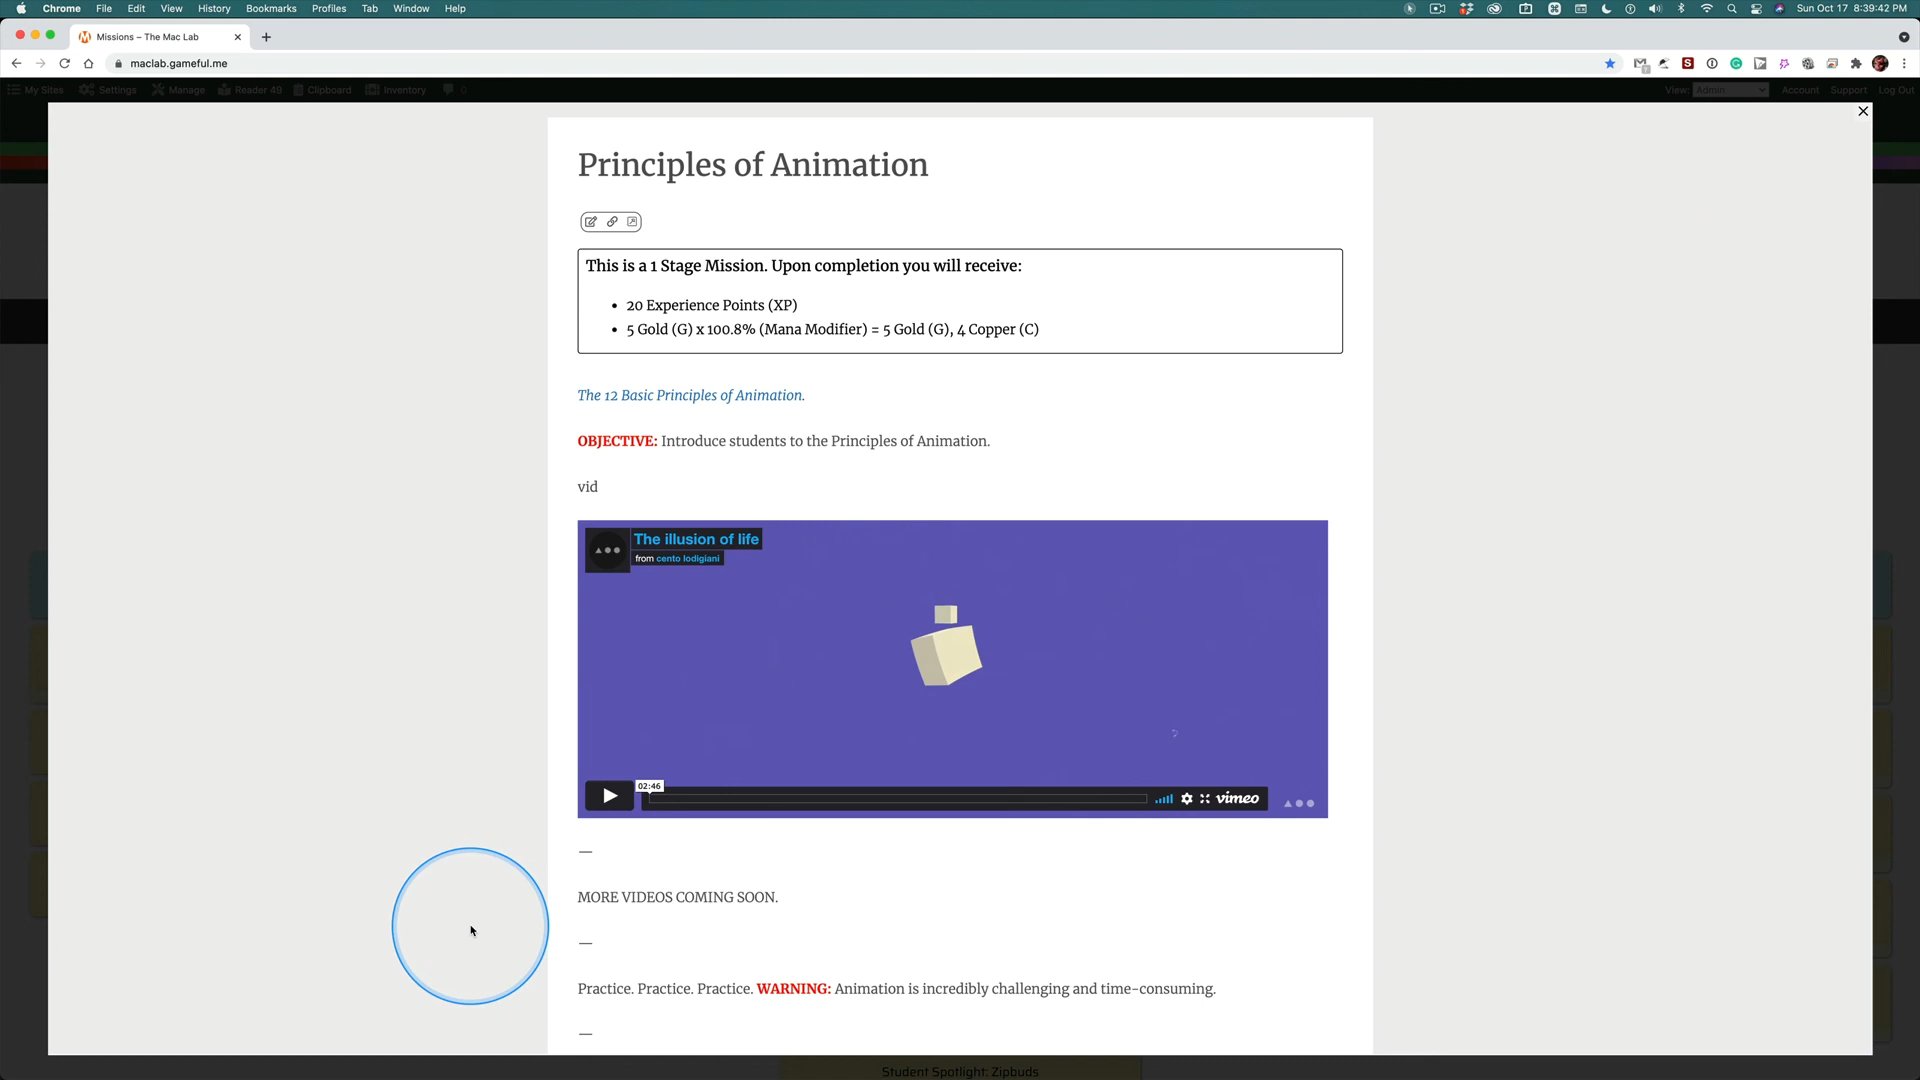 Chrome File Edit View History Bookmarks Profiles Tab Window Help Sun Oct 17 8:39:42 PM
Missions – The Mac Lab
maclab.gameful.me
My Sites Settings Manage Reader 49 Clipboard Inventory 0 View: Admin Account Support Log Out
Principles of Animation
This is a 1 Stage Mission. Upon completion you will receive:
• 20 Experience Points (XP)
• 5 Gold (G) x 100.8% (Mana Modifier) = 5 Gold (G), 4 Copper (C)
The 12 Basic Principles of Animation.
OBJECTIVE: Introduce students to the Principles of Animation.
vid
The illusion of life
from cento lodigiani
02:46
vimeo
—
MORE VIDEOS COMING SOON.
—
Practice. Practice. Practice. WARNING: Animation is incredibly challenging and time-consuming.
—
Student Spotlight: Zipbuds